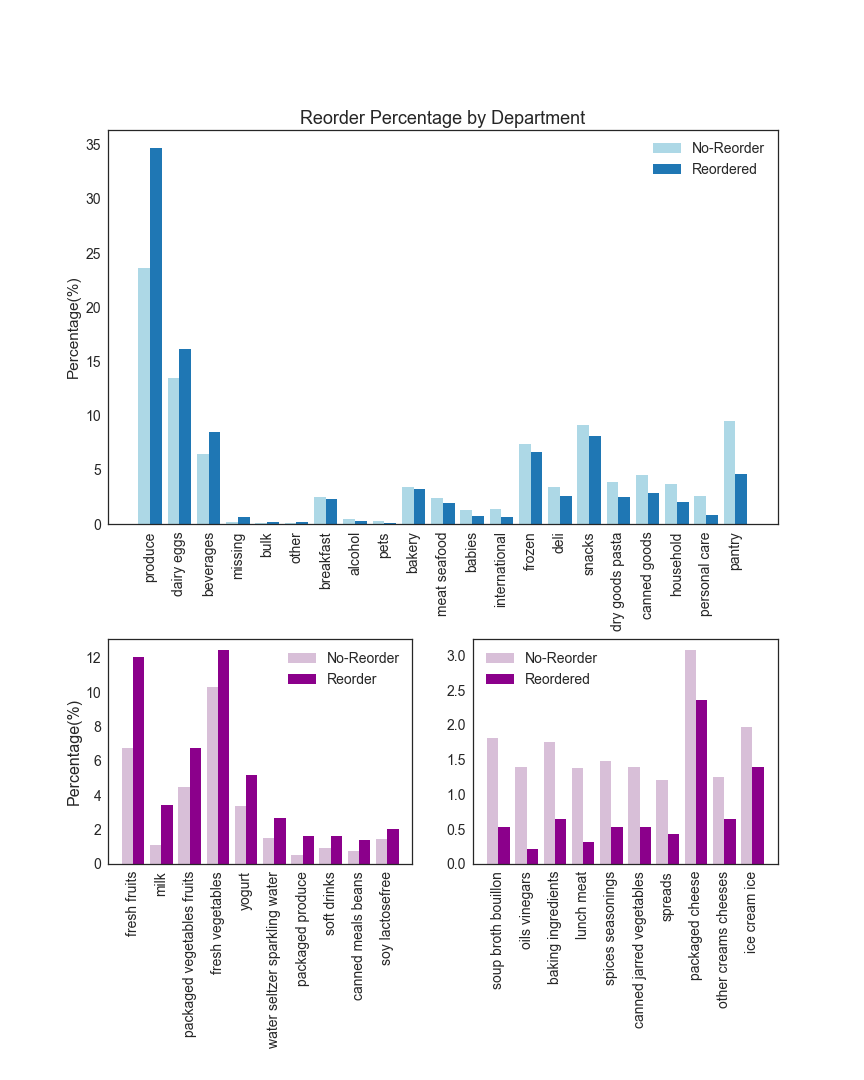 Reorder Percentage by Department
No-Reorder
Reordered
Percentage(%)
35
30
25
20
15
10
5
0
produce
dairy eggs
beverages
missing
bulk
other
breakfast
alcohol
pets
bakery
meat seafood
babies
international
frozen
deli
snacks
dry goods pasta
canned goods
household
personal care
pantry
No-Reorder
Reorder
Percentage(%)
12
10
8
6
4
2
0
fresh fruits
milk
packaged vegetables fruits
fresh vegetables
yogurt
water seltzer sparkling water
packaged produce
soft drinks
canned meals beans
soy lactosefree
No-Reorder
Reordered
3.0
2.5
2.0
1.5
1.0
0.5
0.0
soup broth bouillon
oils vinegars
baking ingredients
lunch meat
spices seasonings
canned jarred vegetables
spreads
packaged cheese
other creams cheeses
ice cream ice